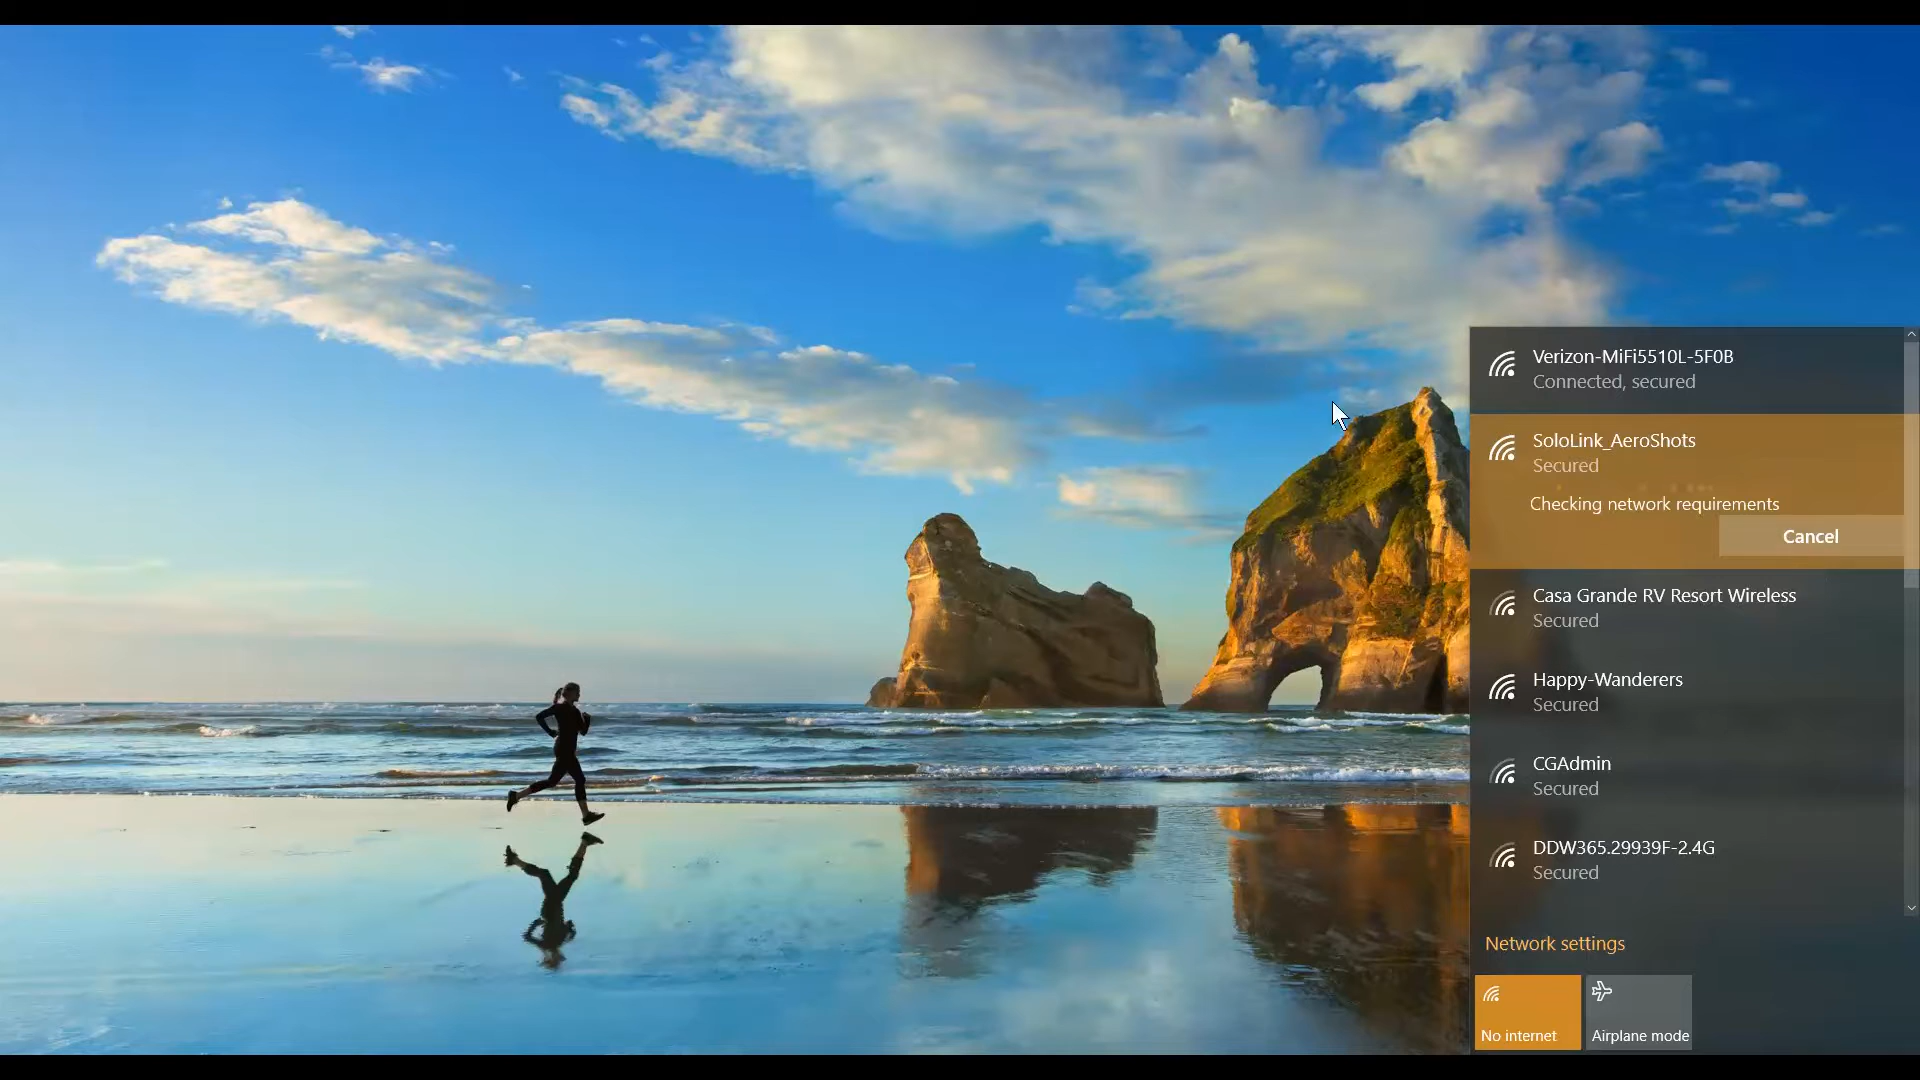 Verizon-MiFi5510L-5F0B
Connected, secured
SoloLink_AeroShots
Secured
Checking network requirements
Cancel
Casa Grande RV Resort Wireless
Secured
Happy-Wanderers
Secured
CGAdmin
Secured
DDW365.29939F-2.4G
Secured
Network settings
No internet
Airplane mode